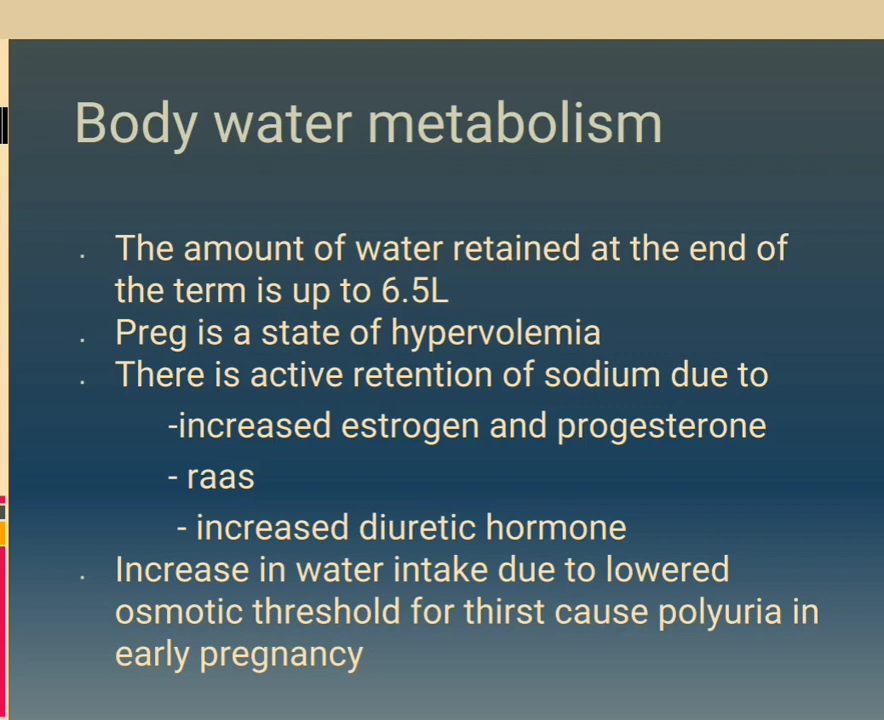 Body water metabolism
. The amount of water retained at the end of
the term is up to 6.5L
. Preg is a state of hypervolemia
. There is active retention of sodium due to
-increased estrogen and progesterone
- raas
- increased diuretic hormone
. Increase in water intake due to lowered
osmotic threshold for thirst cause polyuria in
early pregnancy